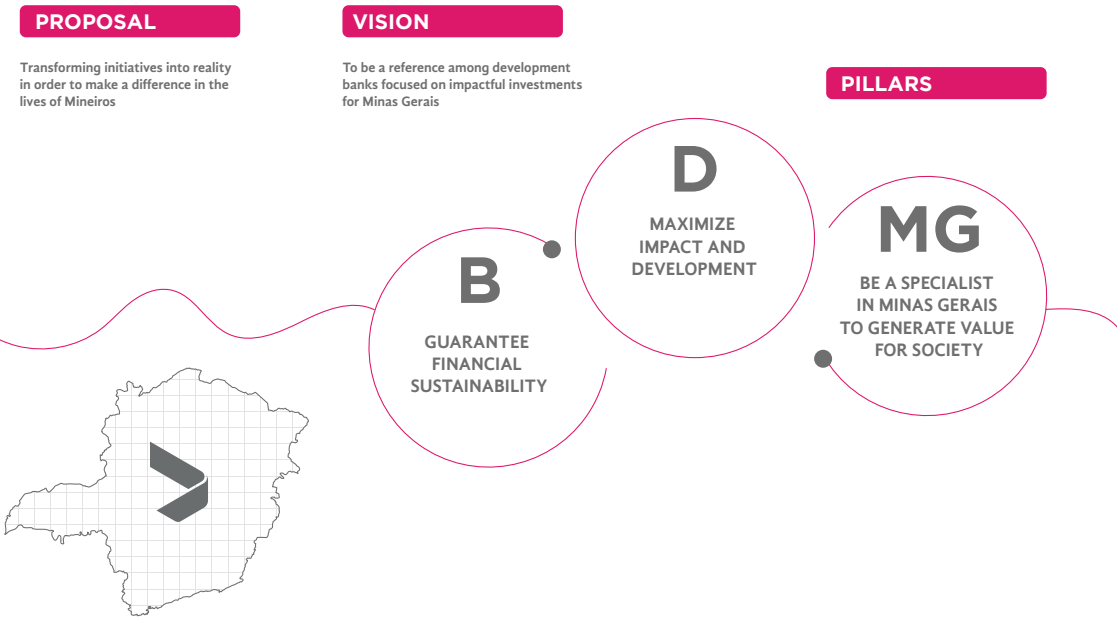 PROPOSAL
Transforming initiatives into reality
in order to make a difference in the
lives of Mineiros
VISION
To be a reference among development
banks focused on impactful investments
for Minas Gerais
PILLARS
B
GUARANTEE
FINANCIAL
SUSTAINABILITY
D
MAXIMIZE
IMPACT AND
DEVELOPMENT
MG
BE A SPECIALIST
IN MINAS GERAIS
TO GENERATE VALUE
FOR SOCIETY